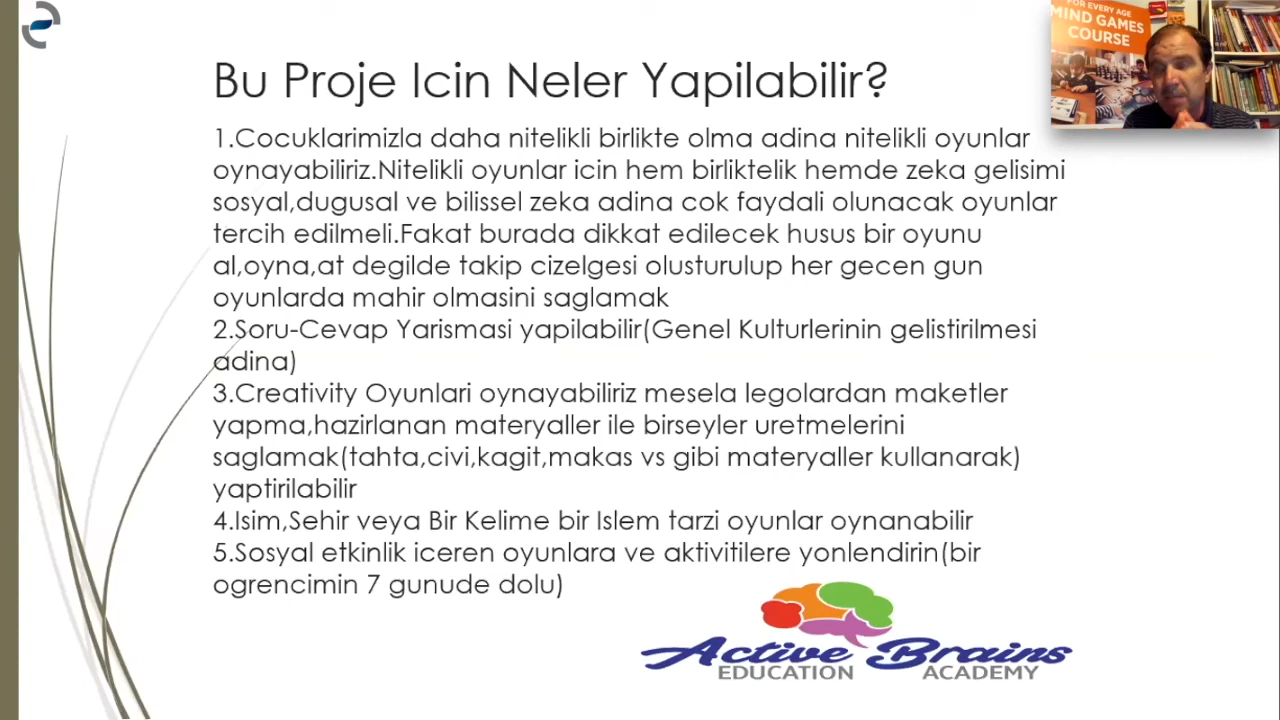 FOR EVERY AGE
MIND GAMES
COURSE
Bu Proje Icin Neler Yapilabilir?
1.Cocuklarimizla daha nitelikli birlikte olma adina nitelikli oyunlar
oynayabiliriz.Nitelikli oyunlar icin hem birliktelik hemde zeka gelisimi
sosyal,dugusal ve bilissel zeka adina cok faydali olunacak oyunlar
tercih edilmeli.Fakat burada dikkat edilecek husus bir oyunu
al,oyna,at degilde takip cizelgesi olusturulup her gecen gun
oyunlarda mahir olmasini saglamak
2.Soru-Cevap Yarismasi yapilabilir(Genel Kulturlerinin gelistirilmesi
adina)
3.Creativity Oyunlari oynayabiliriz mesela legolardan maketler
yapma,hazirlanan materyaller ile birseyler uretmelerini
saglamak(tahta,civi,kagit,makas vs gibi materyaller kullanarak)
yaptirilabilir
4.Isim,Sehir veya Bir Kelime bir Islem tarzi oyunlar oynanabilir
5.Sosyal etkinlik iceren oyunlara ve aktivitilere yonlendirin(bir
ogrencimin 7 gunude dolu)
Active Brains
EDUCATION ACADEMY